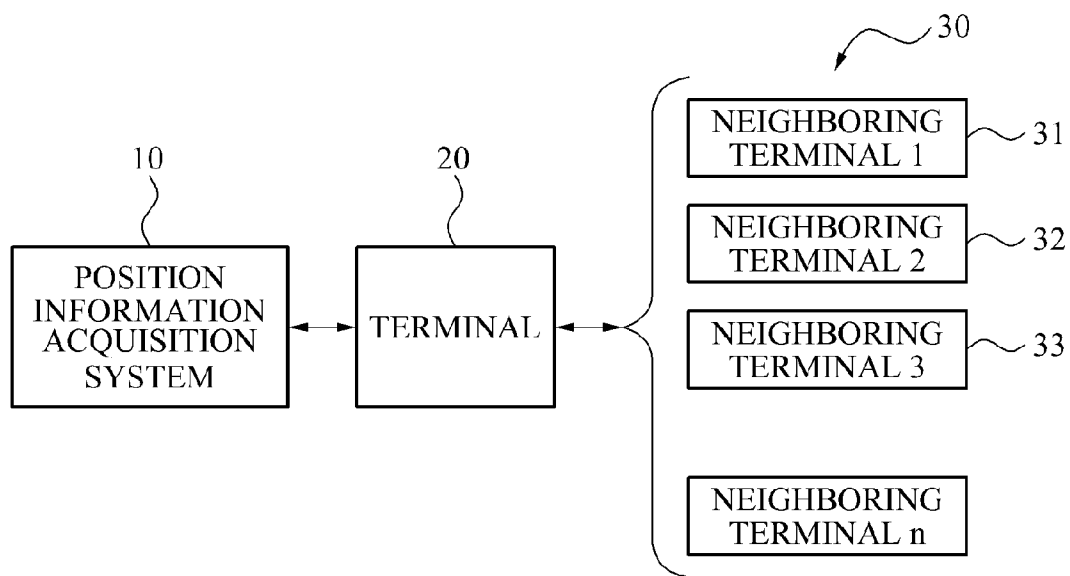 30
NEIGHBORING
TERMINAL 1
31
10
20
NEIGHBORING
TERMINAL 2
32
POSITION
INFORMATION
ACQUISITION
SYSTEM
TERMINAL
NEIGHBORING
TERMINAL 3
33
NEIGHBORING
TERMINAL n